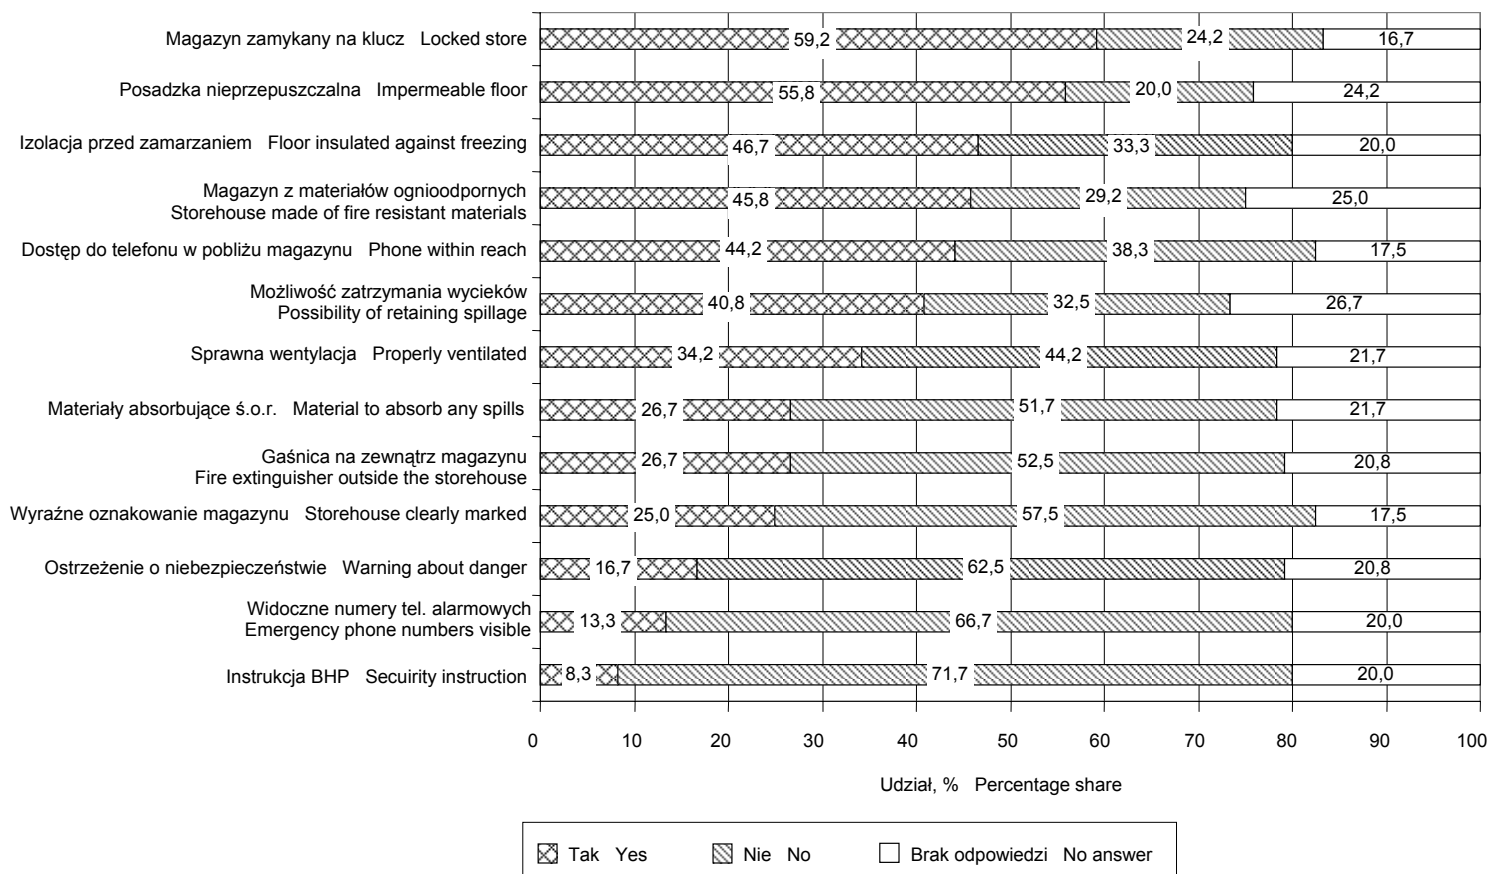 Magazyn zamykany na klucz Locked store
59,2 24,2 16,7
Posadzka nieprzepuszczalna Impermeable floor
55,8 20,0 24,2
Izolacja przed zamarzaniem Floor insulated against freezing
46,7 33,3 20,0
Magazyn z materiałów ognioodpornych
Storehouse made of fire resistant materials
45,8 29,2 25,0
Dostęp do telefonu w pobliżu magazynu Phone within reach
44,2 38,3 17,5
Możliwość zatrzymania wycieków
Possibility of retaining spillage
40,8 32,5 26,7
Sprawna wentylacja Properly ventilated
34,2 44,2 21,7
Materiały absorbujące ś.o.r. Material to absorb any spills
26,7 51,7 21,7
Gaśnica na zewnątrz magazynu
Fire extinguisher outside the storehouse
26,7 52,5 20,8
Wyraźne oznakowanie magazynu Storehouse clearly marked
25,0 57,5 17,5
Ostrzeżenie o niebezpieczeństwie Warning about danger
16,7 62,5 20,8
Widoczne numery tel. alarmowych
Emergency phone numbers visible
13,3 66,7 20,0
Instrukcja BHP Secuirity instruction
8,3 71,7 20,0
0 10 20 30 40 50 60 70 80 90 100
Udział, % Percentage share
Tak Yes Nie No Brak odpowiedzi No answer